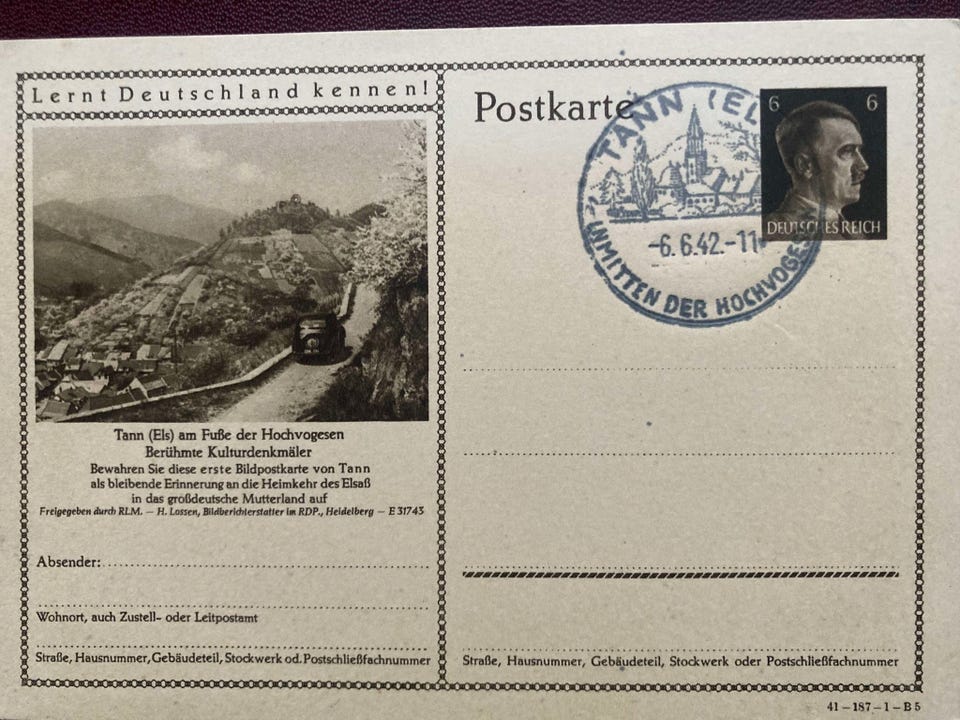 Lernt Deutschland kennen!
Tann (Els) am Fuße der Hochvogesen
Berühmte Kulturdenkmäler
Bewahren Sie diese erste Bildpostkarte von Tann
als bleibende Erinnerung an die Heimkehr des Elsaß
in das großdeutsche Mutterland auf
Freigegeben durch RLM. — H. Lossen, Bildberichterstatter im RDP., Heidelberg — E 31743
Absender:
Wohnort, auch Zustell- oder Leitpostamt
Straße, Hausnummer, Gebäudeteil, Stockwerk od. Postschließfachnummer
Postkarte
TANN (EL
-6.6.42.-11
INMITTEN DER HOCHVOGES
6 6
DEUTSCHES REICH
Straße, Hausnummer, Gebäudeteil, Stockwerk oder Postschließfachnummer
41 – 187 – 1 – B 5